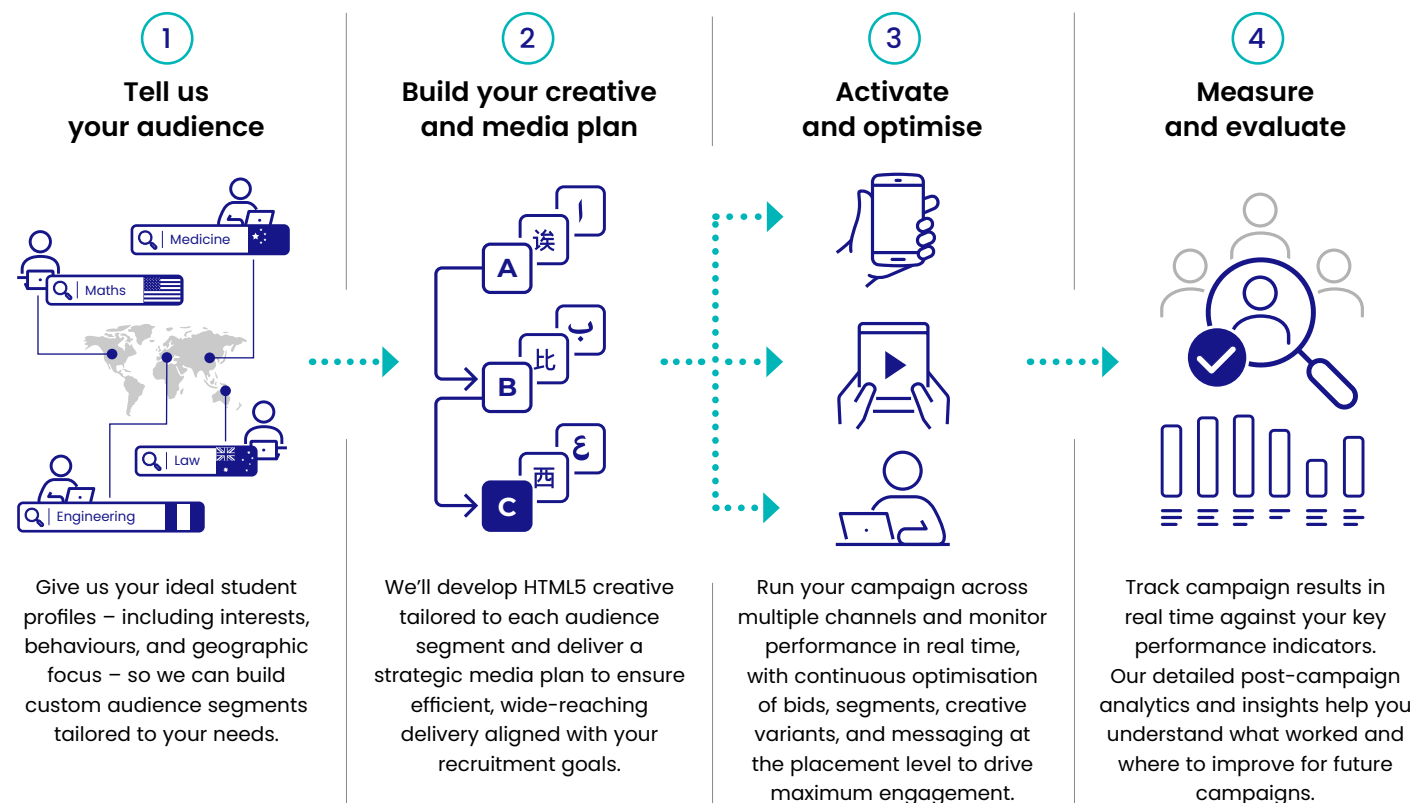 1
Tell us
your audience
Medicine
Maths
Law
Engineering
Give us your ideal student
profiles – including interests,
behaviours, and geographic
focus – so we can build
custom audience segments
tailored to your needs.
2
Build your creative
and media plan
ا
诶
A
ب
比
B
ع
西
C
We’ll develop HTML5 creative
tailored to each audience
segment and deliver a
strategic media plan to ensure
efficient, wide-reaching
delivery aligned with your
recruitment goals.
3
Activate
and optimise
Run your campaign across
multiple channels and monitor
performance in real time,
with continuous optimisation
of bids, segments, creative
variants, and messaging at
the placement level to drive
maximum engagement.
4
Measure
and evaluate
Track campaign results in
real time against your key
performance indicators.
Our detailed post-campaign
analytics and insights help you
understand what worked and
where to improve for future
campaigns.